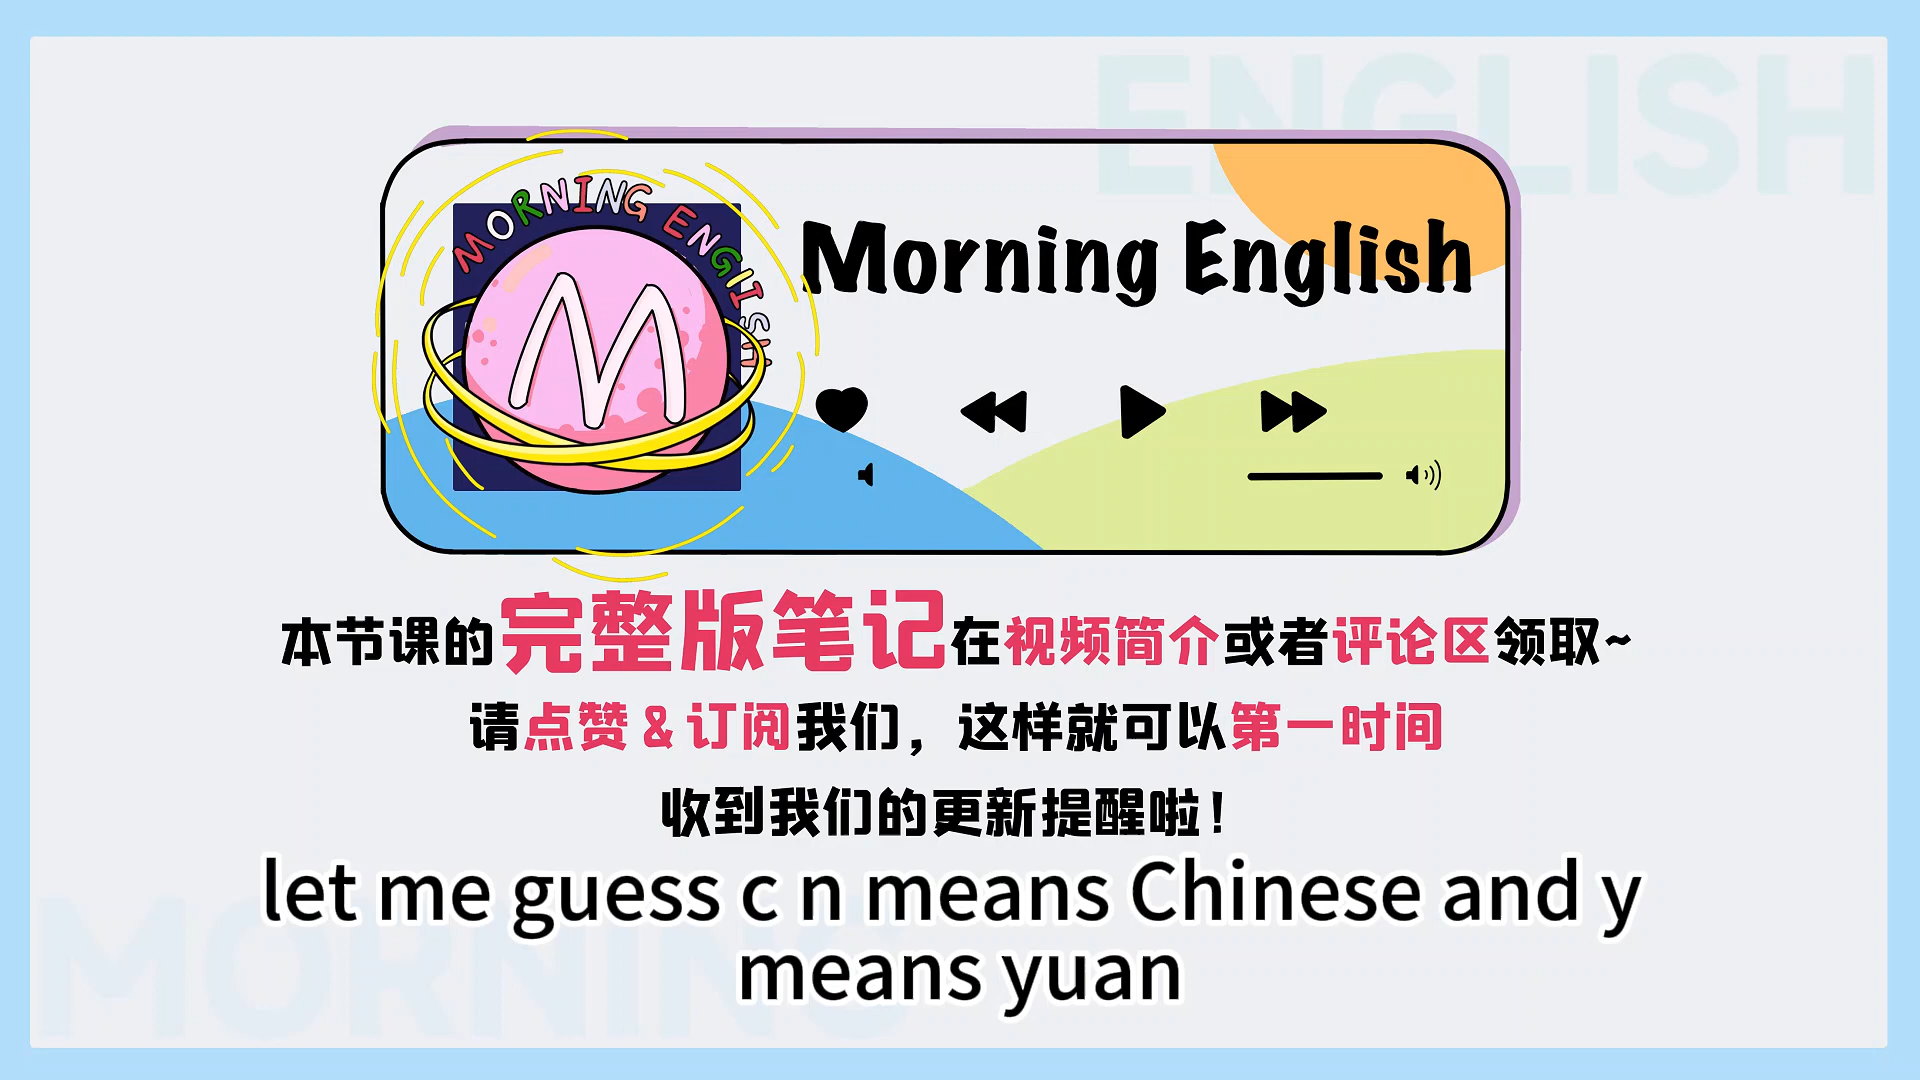 ENGLISH
MORNING ENGLISH
M
Morning English
本节课的完整版笔记在视频简介或者评论区领取~
请点赞&订阅我们，这样就可以第一时间
收到我们的更新提醒啦！
let me guess c n means Chinese and y
means yuan
MORNING